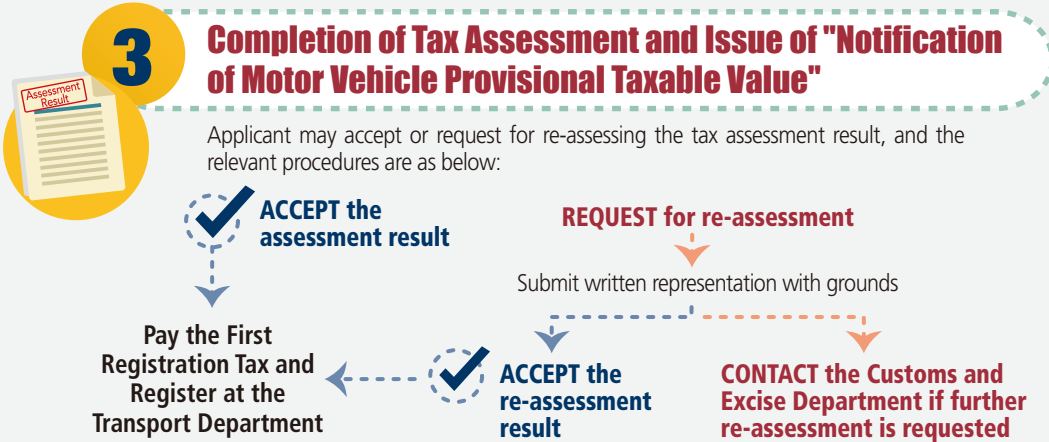 3
Completion of Tax Assessment and Issue of "Notification
of Motor Vehicle Provisional Taxable Value"
Assessment
Result
Applicant may accept or request for re-assessing the tax assessment result, and the
relevant procedures are as below:
ACCEPT the
assessment result
REQUEST for re-assessment
Submit written representation with grounds
Pay the First
Registration Tax and
Register at the
Transport Department
ACCEPT the
re-assessment
result
CONTACT the Customs and
Excise Department if further
re-assessment is requested